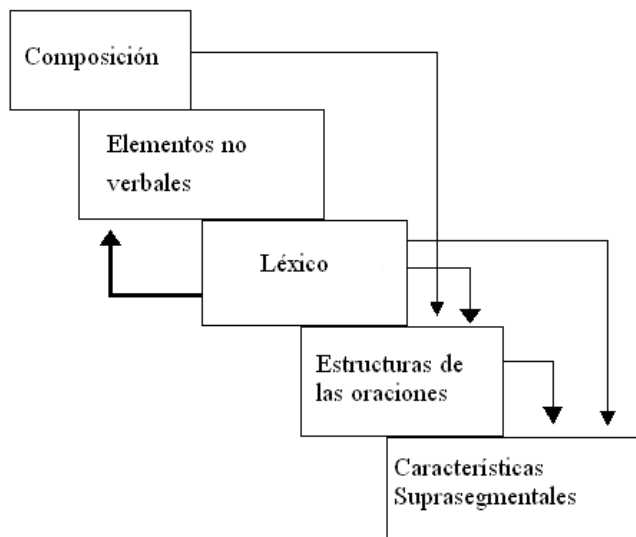 Composición
Elementos no
verbales
Léxico
Estructuras de
las oraciones
Características
Suprasegmentales